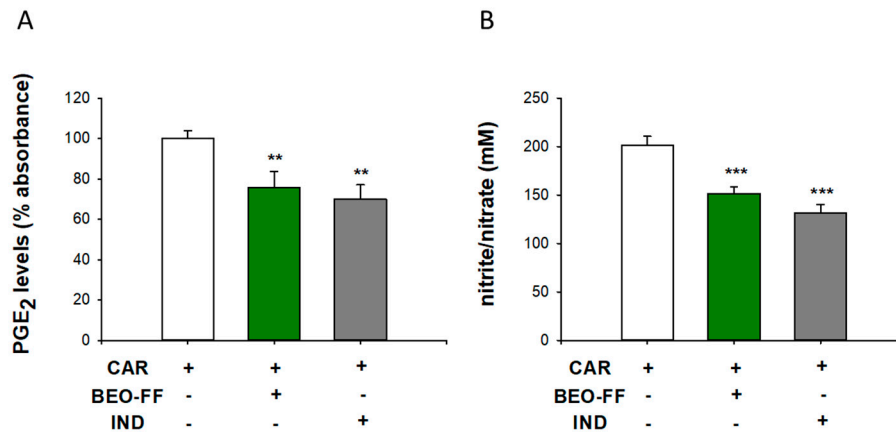 A
PGE2 levels (% absorbance)
120
100
80
60
40
20
0
**
**
CAR + + +
BEO-FF - + -
IND - - +
B
nitrite/nitrate (mM)
250
200
150
100
50
0
***
***
CAR + + +
BEO-FF - + -
IND - - +